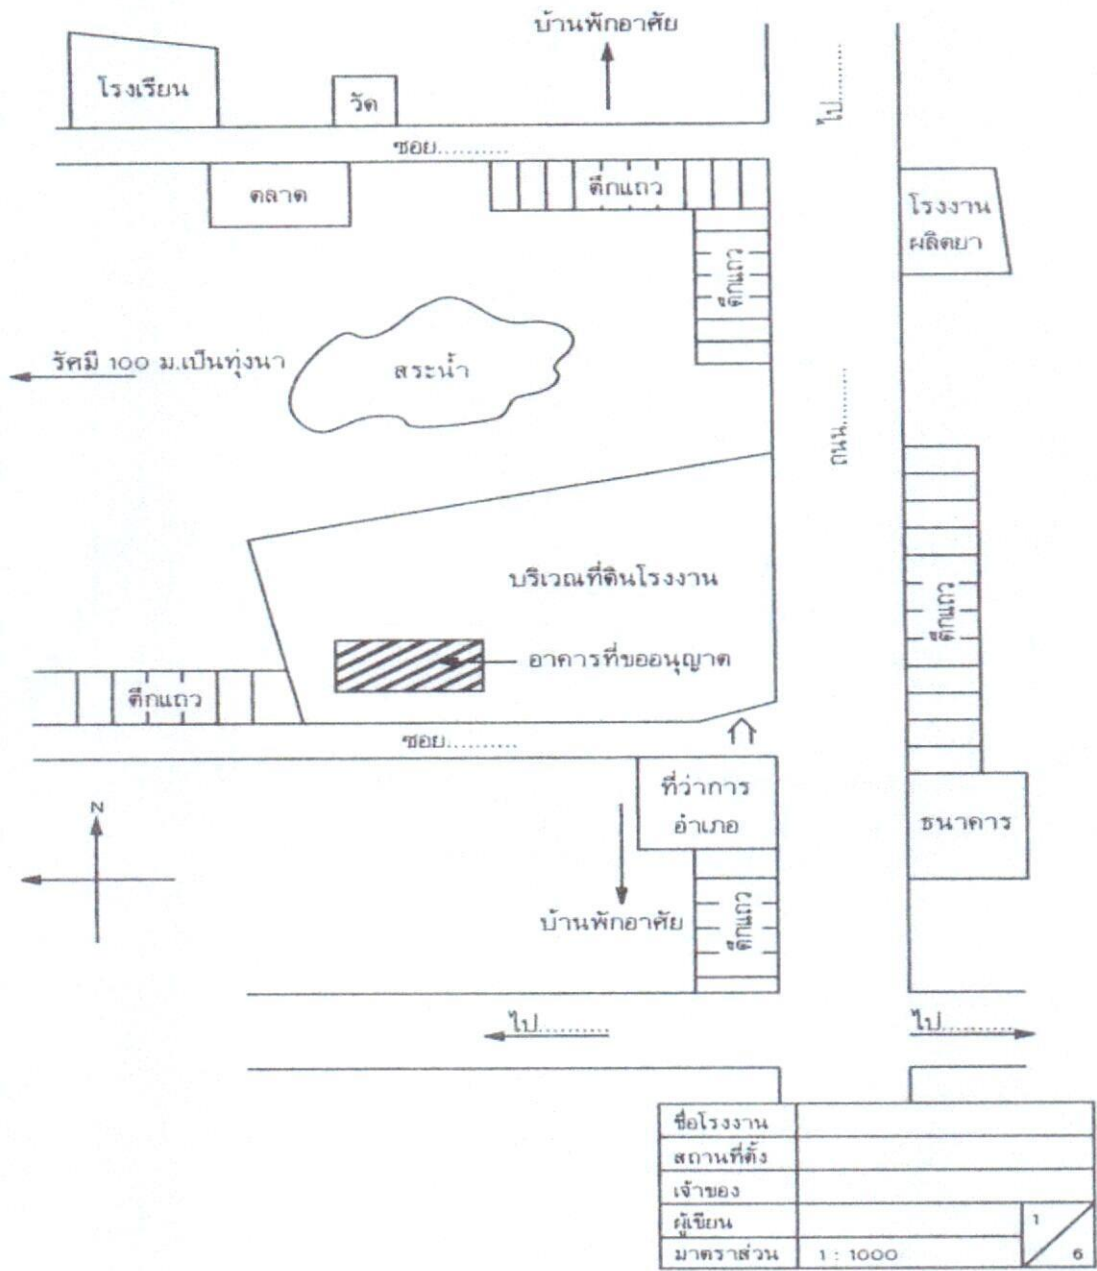 บ้านพักอาศัย
โรงเรียน
วัด
ไป..........
ซอย..........
ตลาด
ตึกแถว
โรงงาน
ผลิตยา
ตึกแถว
รัศมี 100 ม.เป็นทุ่งนา
สระน้ำ
ถนน..........
บริเวณที่ดินโรงงาน
ตึกแถว
อาคารที่ขออนุญาต
ตึกแถว
ซอย..........
ที่ว่าการ
อำเภอ
ธนาคาร
N
บ้านพักอาศัย
ตึกแถว
ไป..........
ไป..........
ชื่อโรงงาน
สถานที่ตั้ง
เจ้าของ
ผู้เขียน
1
6
มาตราส่วน 1 : 1000